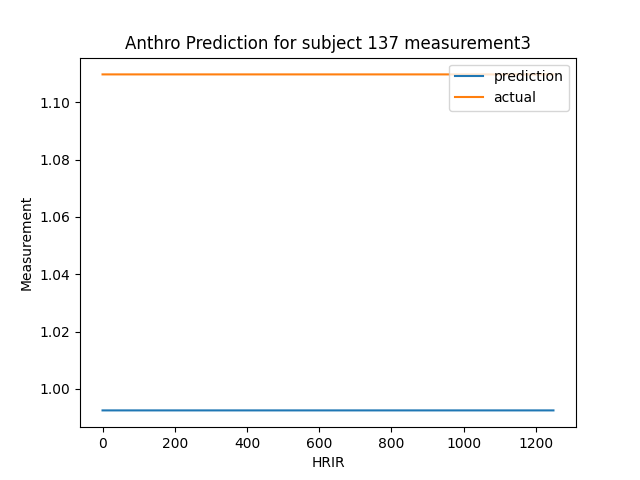 Anthro Prediction for subject 137 measurement3
prediction
actual
1.10
1.08
1.06
1.04
1.02
1.00
Measurement
0 200 400 600 800 1000 1200
HRIR